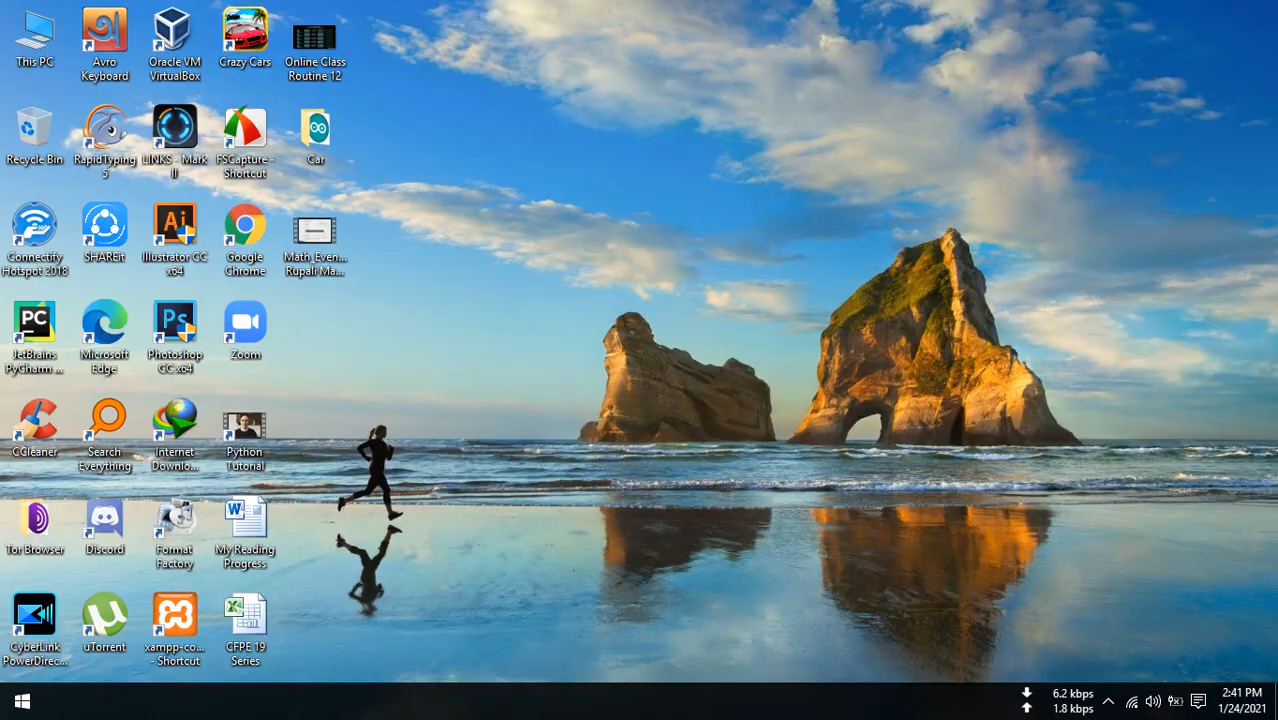 This PC
Avro
Keyboard
Oracle VM
VirtualBox
Crazy Cars
Online Class
Routine 12
Recycle Bin
RapidTyping
5
LINKS - Mark
II
FSCapture -
Shortcut
Car
Connectify
Hotspot 2018
SHAREit
Illustrator CC
x64
Google
Chrome
Math_Even...
Rupali Ma...
JetBrains
PyCharm ...
Microsoft
Edge
Photoshop
CC x64
Zoom
CCleaner
Search
Everything
Internet
Downlo...
Python
Tutorial
Tor Browser
Discord
Format
Factory
My Reading
Progress
CyberLink
PowerDirec...
uTorrent
xampp-co...
- Shortcut
CFPE 19
Series
PC
Ai
Ps
6.2 kbps
1.8 kbps
2:41 PM
1/24/2021